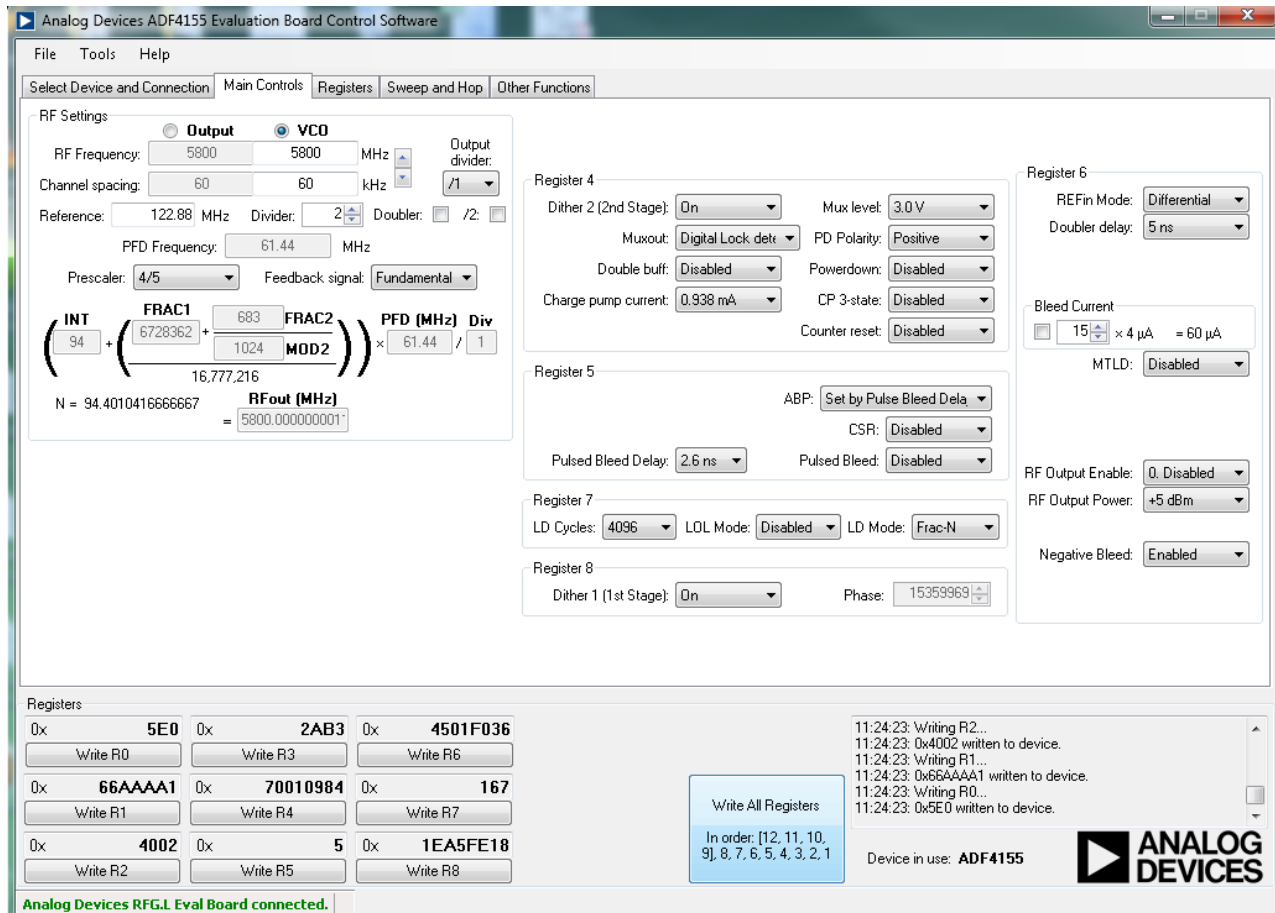 Analog Devices ADF4155 Evaluation Board Control Software
File Tools Help
Select Device and Connection Main Controls Registers Sweep and Hop Other Functions
RF Settings
Output VCO
RF Frequency: 5800 5800 MHz
Output divider:
Channel spacing: 60 60 kHz /1
Reference: 122.88 MHz Divider: 2 Doubler: /2:
PFD Frequency: 61.44 MHz
Prescaler: 4/5 Feedback signal: Fundamental
INT FRAC1 683 FRAC2 PFD (MHz) Div
( 94 + ( 6728362 + 1024 MOD2 ) ) × 61.44 / 1
16,777,216
N = 94.4010416666667 RFout (MHz)
= 5800.000000001
Register 4
Dither 2 (2nd Stage): On Mux level: 3.0 V
Muxout: Digital Lock dete PD Polarity: Positive
Double buff: Disabled Powerdown: Disabled
Charge pump current: 0.938 mA CP 3-state: Disabled
Counter reset: Disabled
Register 5
ABP: Set by Pulse Bleed Dela
CSR: Disabled
Pulsed Bleed Delay: 2.6 ns Pulsed Bleed: Disabled
Register 7
LD Cycles: 4096 LOL Mode: Disabled LD Mode: Frac-N
Register 8
Dither 1 (1st Stage): On Phase: 15359969
Register 6
REFin Mode: Differential
Doubler delay: 5 ns
Bleed Current
15 × 4 µA = 60 µA
MTLD: Disabled
RF Output Enable: 0. Disabled
RF Output Power: +5 dBm
Negative Bleed: Enabled
Registers
0x 5E0 0x 2AB3 0x 4501F036
Write R0 Write R3 Write R6
0x 66AAAA1 0x 70010984 0x 167
Write R1 Write R4 Write R7
0x 4002 0x 5 0x 1EA5FE18
Write R2 Write R5 Write R8
Write All Registers
In order: [12, 11, 10,
9], 8, 7, 6, 5, 4, 3, 2, 1
11:24:23: Writing R2...
11:24:23: 0x4002 written to device.
11:24:23: Writing R1...
11:24:23: 0x66AAAA1 written to device.
11:24:23: Writing R0...
11:24:23: 0x5E0 written to device.
Device in use: ADF4155
ANALOG
DEVICES
Analog Devices RFG.L Eval Board connected.